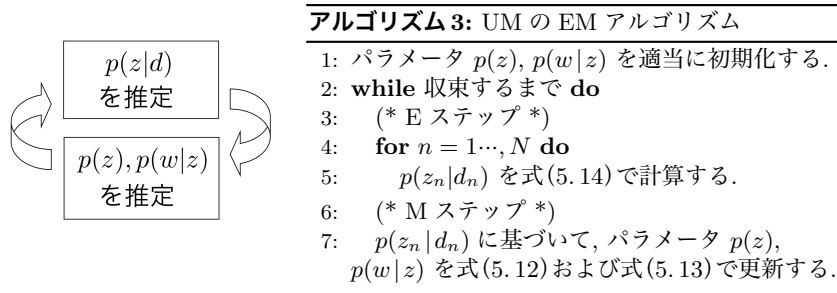 p(z|d)
を推定
p(z), p(w|z)
を推定
アルゴリズム 3: UM の EM アルゴリズム
1: パラメータ p(z), p(w|z) を適当に初期化する.
2: while 収束するまで do
3: (* E ステップ *)
4: for n = 1···, N do
5: p(zₙ|dₙ) を式(5.14)で計算する.
6: (* M ステップ *)
7: p(zₙ|dₙ) に基づいて, パラメータ p(z),
p(w|z) を式(5.12)および式(5.13)で更新する.